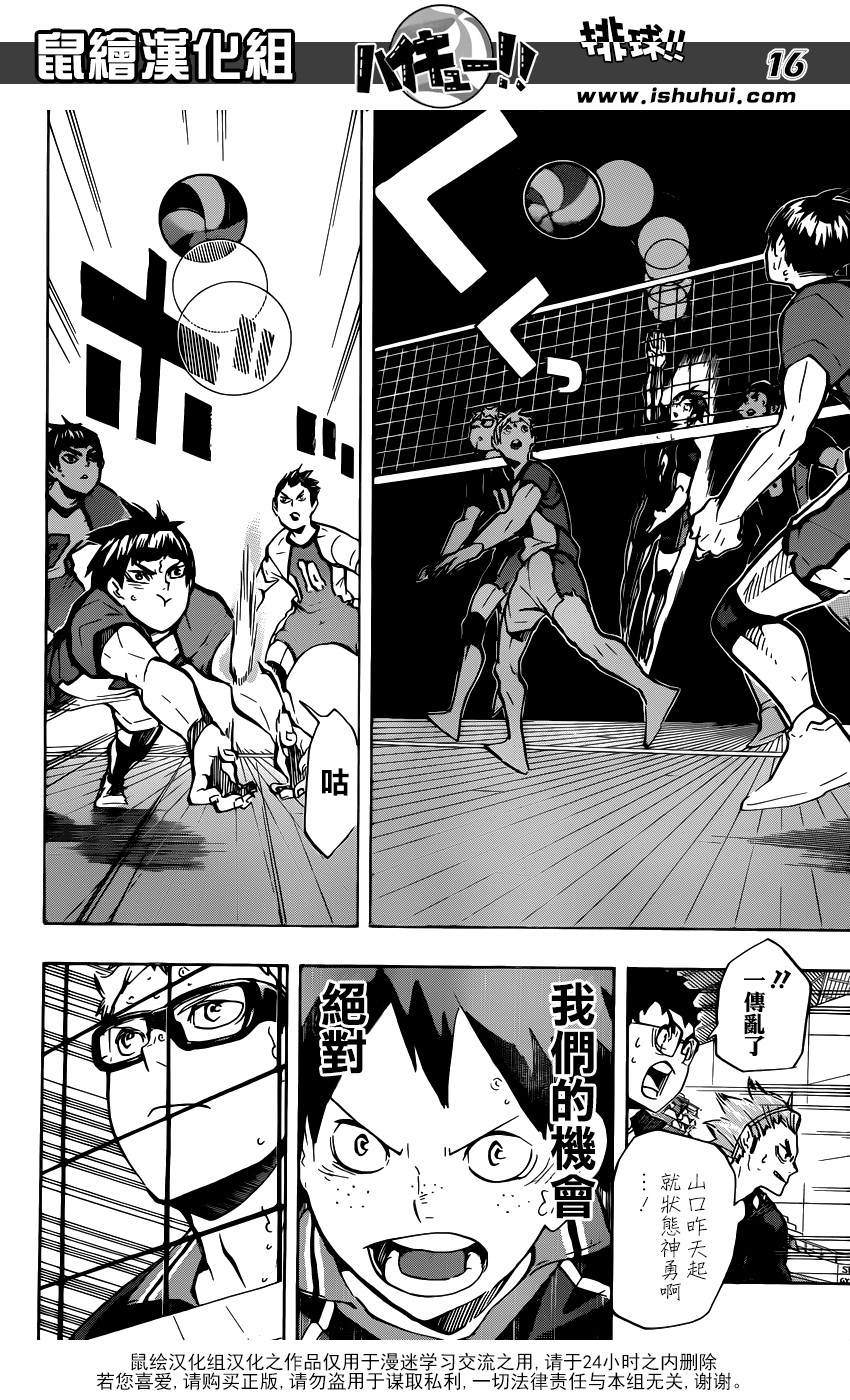 鼠繪漢化組
ハイキュー!!
排球!!
16
www.ishuhui.com
くくっ
ボッ
咕
!!
一傳亂了
山口昨天起
就狀態神勇啊
…!
我們的機會
絕對
鼠绘汉化组汉化之作品仅用于漫迷学习交流之用,请于24小时之内删除
若您喜爱,请购买正版,请勿盗用于谋取私利,一切法律责任与本组无关,谢谢。